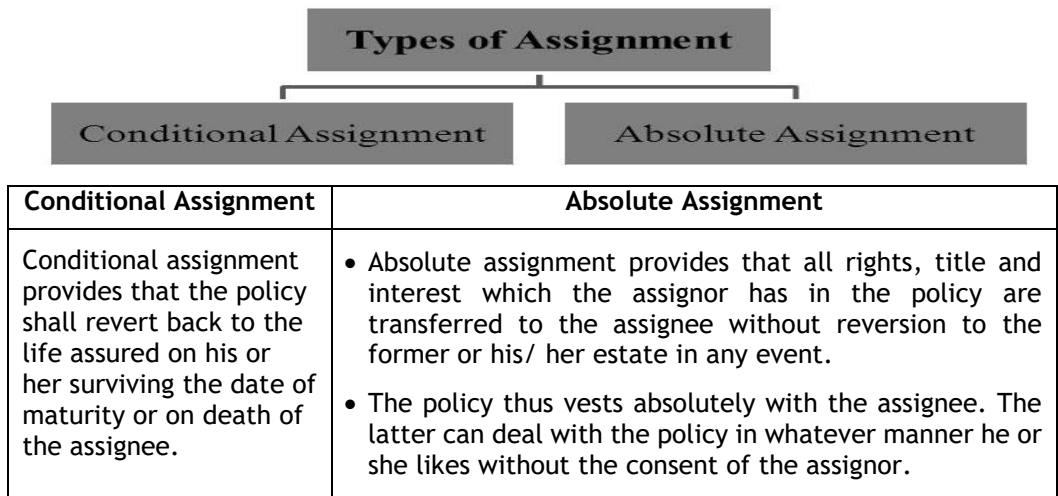 Types of Assignment
Conditional Assignment
Absolute Assignment
Conditional Assignment
Absolute Assignment
Conditional assignment
provides that the policy
shall revert back to the
life assured on his or
her surviving the date of
maturity or on death of
the assignee.
• Absolute assignment provides that all rights, title and
interest which the assignor has in the policy are
transferred to the assignee without reversion to the
former or his/ her estate in any event.
• The policy thus vests absolutely with the assignee. The
latter can deal with the policy in whatever manner he or
she likes without the consent of the assignor.